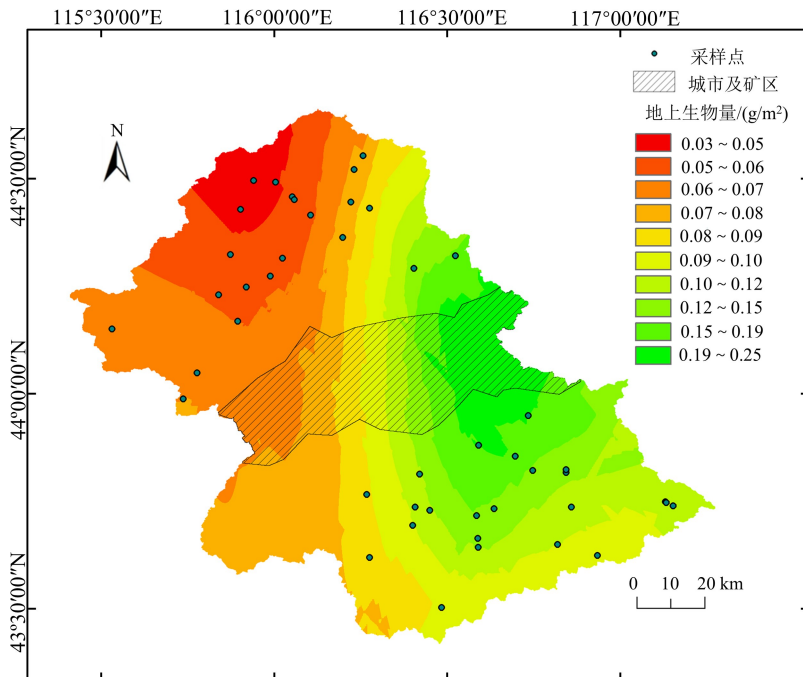 115°30′00″E 116°00′00″E 116°30′00″E 117°00′00″E
采样点
城市及矿区
地上生物量/(g/m²)
0.03 ~ 0.05
0.05 ~ 0.06
0.06 ~ 0.07
0.07 ~ 0.08
0.08 ~ 0.09
0.09 ~ 0.10
0.10 ~ 0.12
0.12 ~ 0.15
0.15 ~ 0.19
0.19 ~ 0.25
N
44°30′00″N
44°00′00″N
43°30′00″N
0 10 20 km